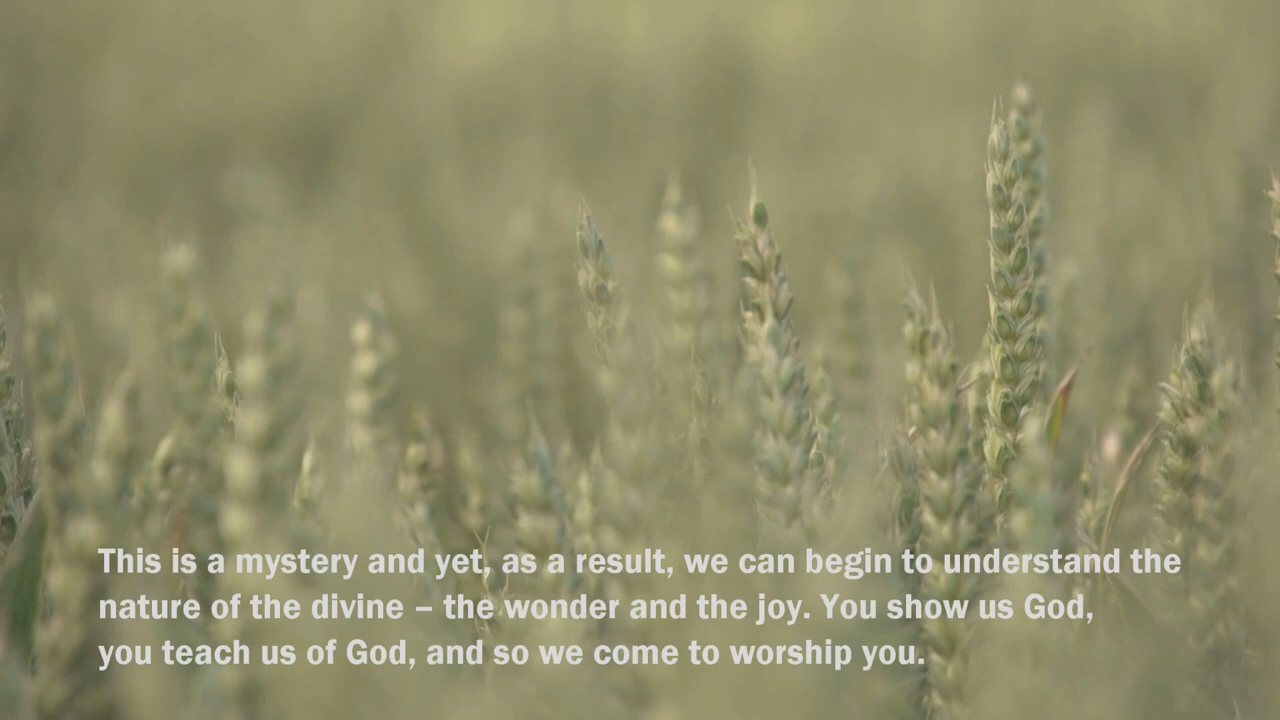 This is a mystery and yet, as a result, we can begin to understand the
nature of the divine – the wonder and the joy. You show us God,
you teach us of God, and so we come to worship you.